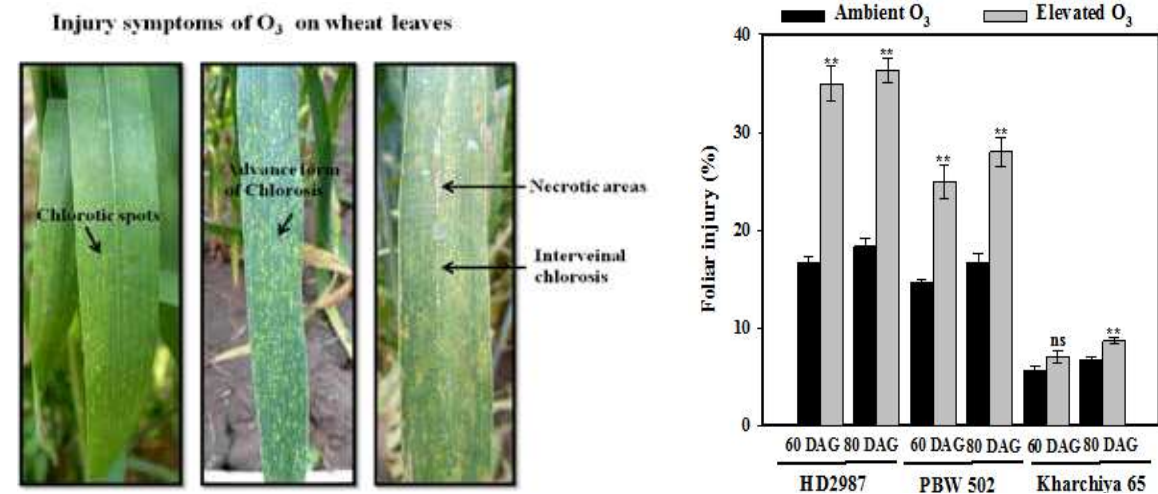 Injury symptoms of O₃ on wheat leaves
Chlorotic spots
Advance form
of Chlorosis
Necrotic areas
Interveinal
chlorosis
Ambient O₃
Elevated O₃
Foliar injury (%)
40
30
20
10
0
**
**
**
**
ns
**
60 DAG 80 DAG 60 DAG 80 DAG 60 DAG 80 DAG
HD2987 PBW 502 Kharchiya 65